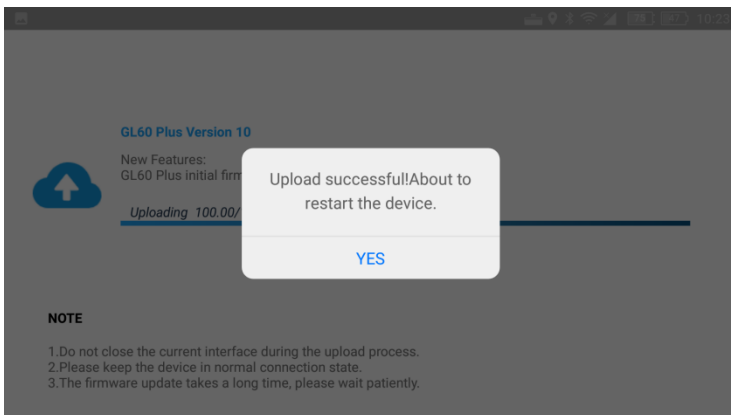 10:23
GL60 Plus Version 10
New Features:
GL60 Plus initial firm
Uploading 100.00/
Upload successful!About to
restart the device.
YES
NOTE
1.Do not close the current interface during the upload process.
2.Please keep the device in normal connection state.
3.The firmware update takes a long time, please wait patiently.